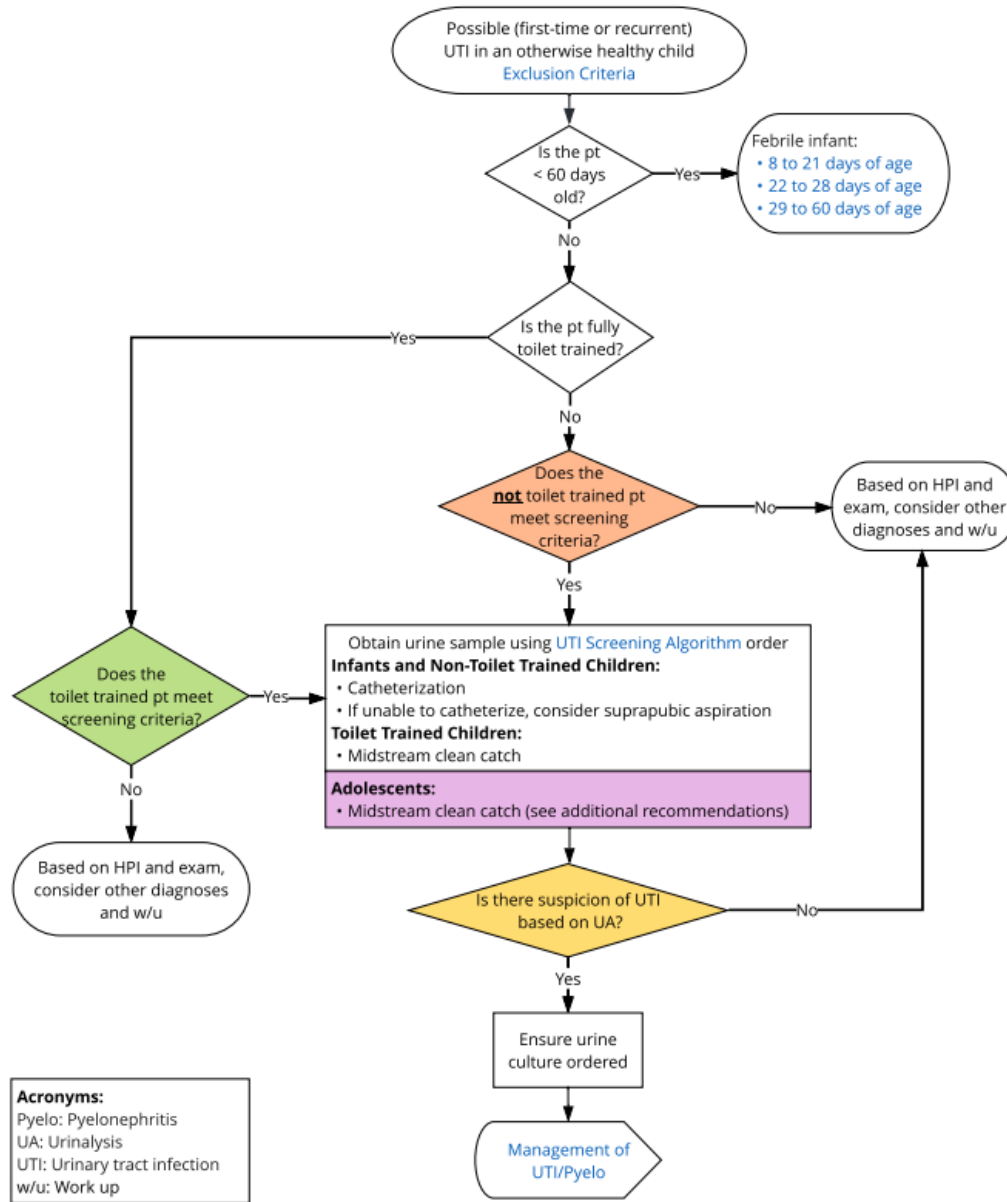 Possible (first-time or recurrent)
UTI in an otherwise healthy child
Exclusion Criteria
Is the pt
< 60 days
old?
Yes
Febrile infant:
• 8 to 21 days of age
• 22 to 28 days of age
• 29 to 60 days of age
No
Is the pt fully
toilet trained?
Yes
No
Does the
not toilet trained pt
meet screening
criteria?
No
Based on HPI and
exam, consider other
diagnoses and w/u
Yes
Does the
toilet trained pt meet
screening criteria?
Yes
Obtain urine sample using UTI Screening Algorithm order
Infants and Non-Toilet Trained Children:
• Catheterization
• If unable to catheterize, consider suprapubic aspiration
Toilet Trained Children:
• Midstream clean catch
Adolescents:
• Midstream clean catch (see additional recommendations)
No
Based on HPI and exam,
consider other diagnoses
and w/u
Is there suspicion of UTI
based on UA?
No
Yes
Ensure urine
culture ordered
Management of
UTI/Pyelo
Acronyms:
Pyelo: Pyelonephritis
UA: Urinalysis
UTI: Urinary tract infection
w/u: Work up